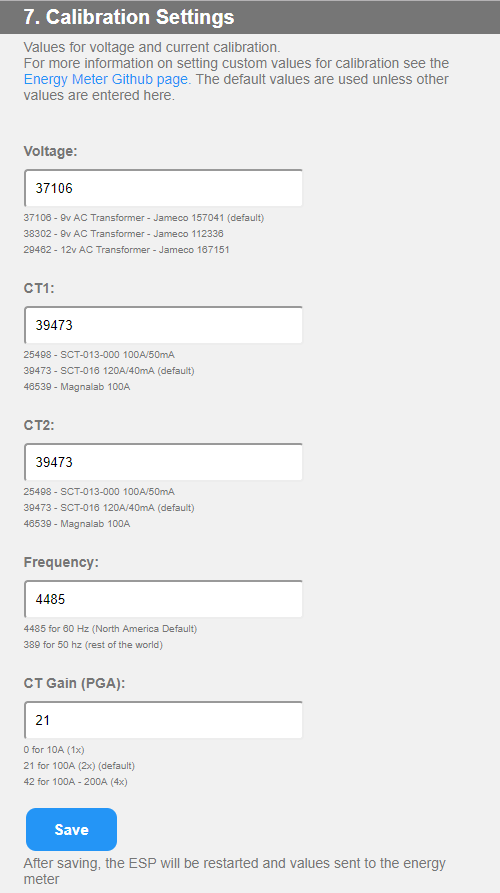 7. Calibration Settings
Values for voltage and current calibration.
For more information on setting custom values for calibration see the
Energy Meter Github page. The default values are used unless other
values are entered here.
Voltage:
37106
37106 - 9v AC Transformer - Jameco 157041 (default)
38302 - 9v AC Transformer - Jameco 112336
29462 - 12v AC Transformer - Jameco 167151
CT1:
39473
25498 - SCT-013-000 100A/50mA
39473 - SCT-016 120A/40mA (default)
46539 - Magnalab 100A
CT2:
39473
25498 - SCT-013-000 100A/50mA
39473 - SCT-016 120A/40mA (default)
46539 - Magnalab 100A
Frequency:
4485
4485 for 60 Hz (North America Default)
389 for 50 hz (rest of the world)
CT Gain (PGA):
21
0 for 10A (1x)
21 for 100A (2x) (default)
42 for 100A - 200A (4x)
Save
After saving, the ESP will be restarted and values sent to the energy
meter